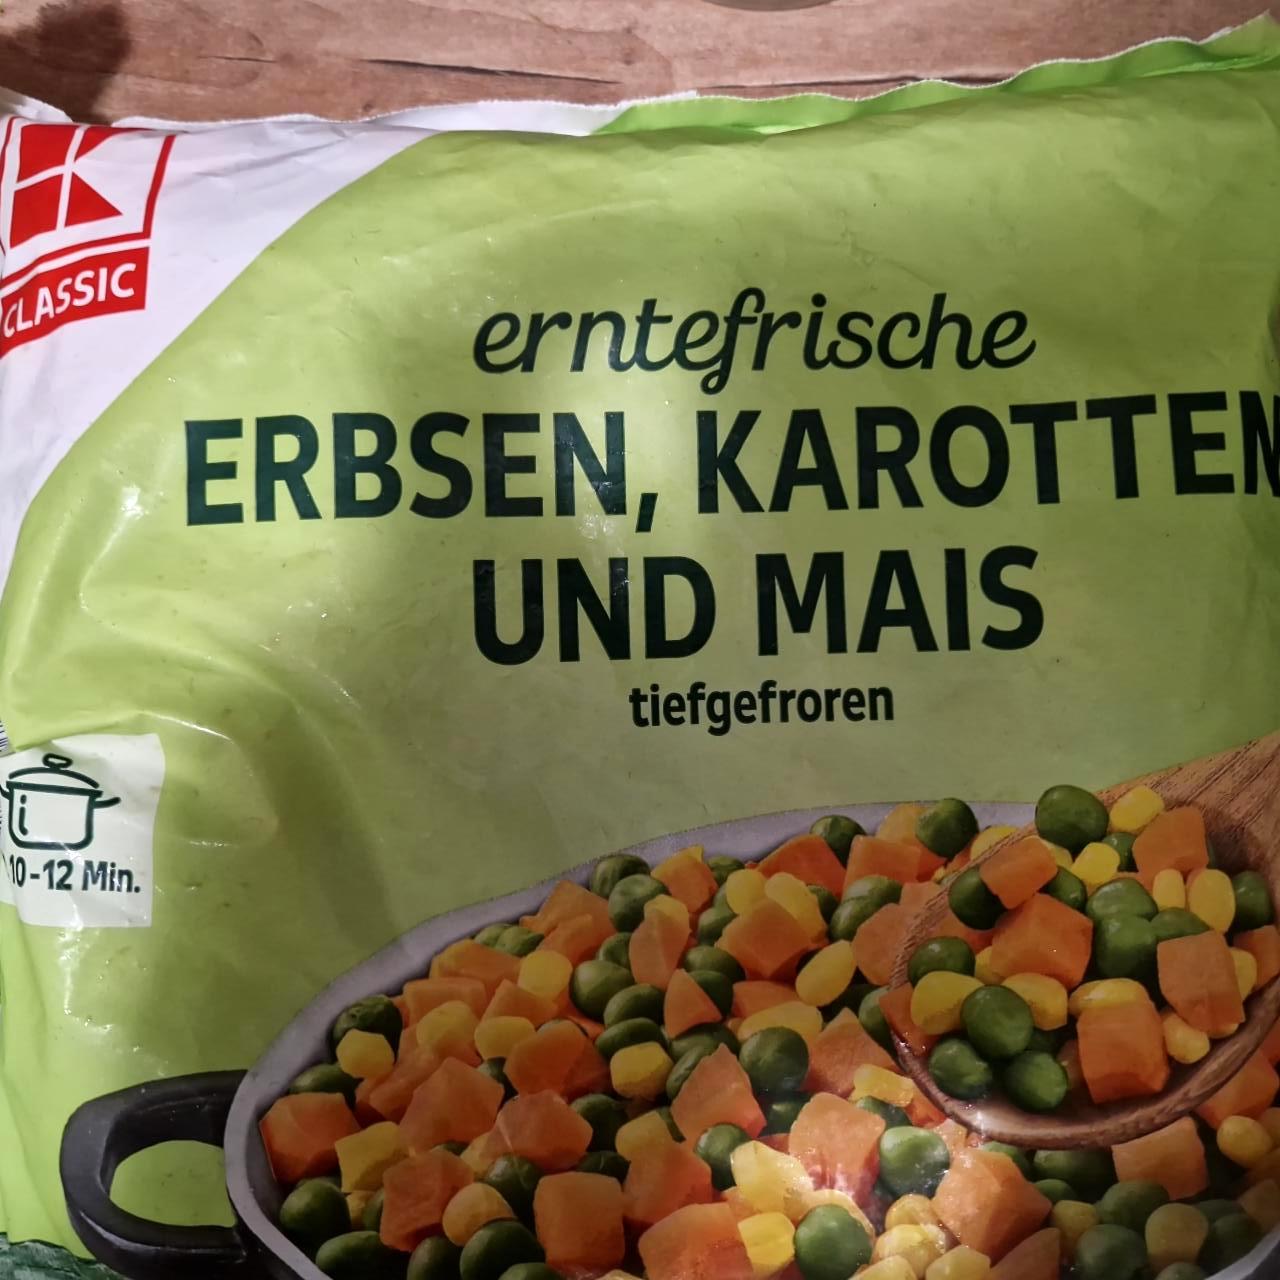 K
CLASSIC
erntefrische
ERBSEN, KAROTTEN
UND MAIS
tiefgefroren
10-12 Min.